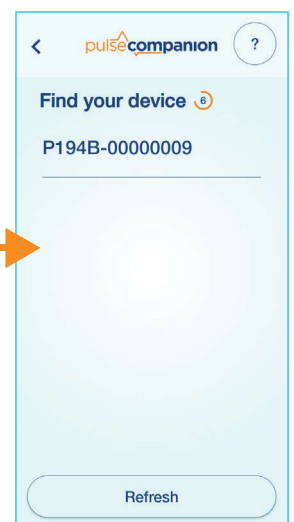 pulsecompanion
?
Find your device 6
P194B-00000009
Refresh